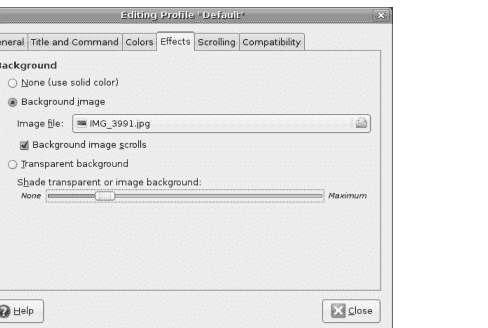 Editing Profile "Default"
eneral Title and Command Colors Effects Scrolling Compatibility
Background
None (use solid color)
Background image
Image file: IMG_3991.jpg
Background image scrolls
Transparent background
Shade transparent or image background:
None Maximum
Help Close